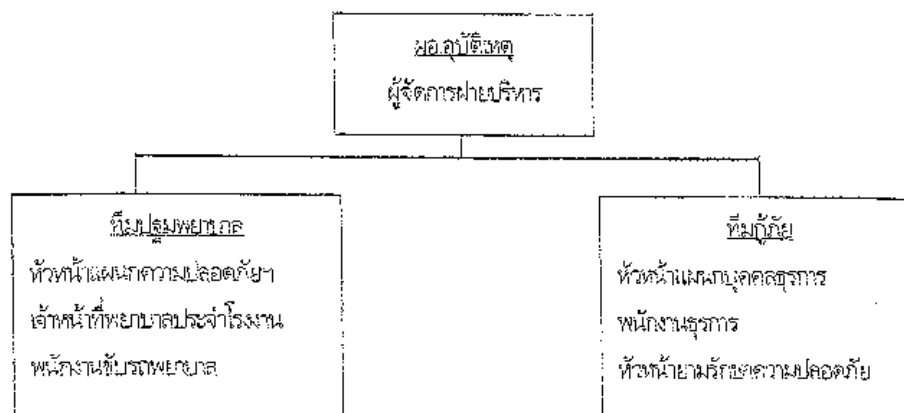 ผอ.อุบัติเหตุ
ผู้จัดการฝ่ายบริหาร
ทีมปฐมพยาบาล
หัวหน้าแผนกความปลอดภัยฯ
เจ้าหน้าที่พยาบาลประจำโรงงาน
พนักงานขับรถพยาบาล
ทีมกู้ภัย
หัวหน้าแผนกบุคคลธุรการ
พนักงานธุรการ
หัวหน้ายามรักษาความปลอดภัย